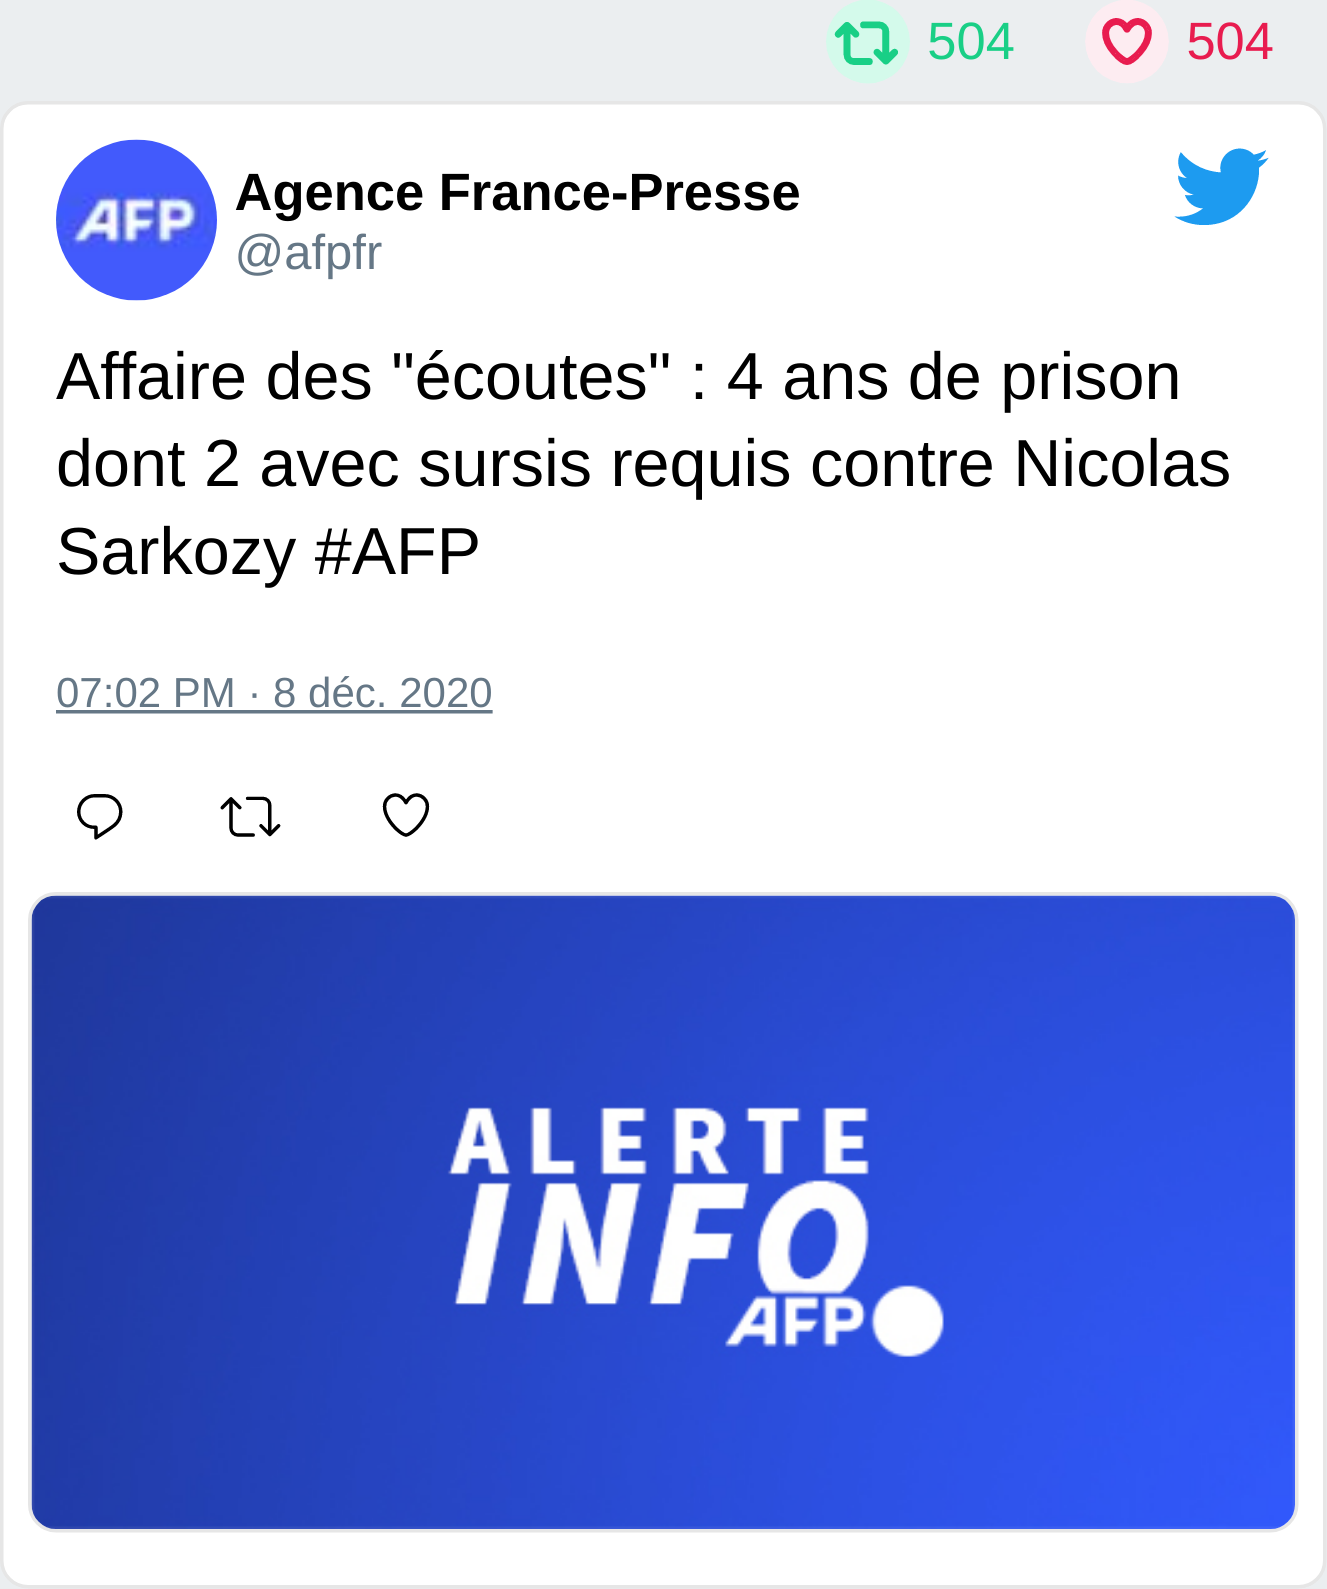 504 504
AFP
Agence France-Presse
@afpfr
Affaire des "écoutes" : 4 ans de prison
dont 2 avec sursis requis contre Nicolas
Sarkozy #AFP
07:02 PM · 8 déc. 2020
ALERTE
INFO
AFP